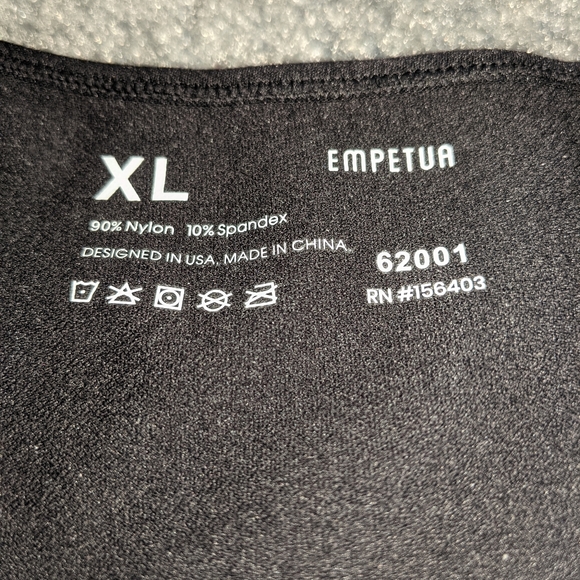 XL
EMPETUA
90% Nylon 10% Spandex
DESIGNED IN USA, MADE IN CHINA.
62001
RN #156403